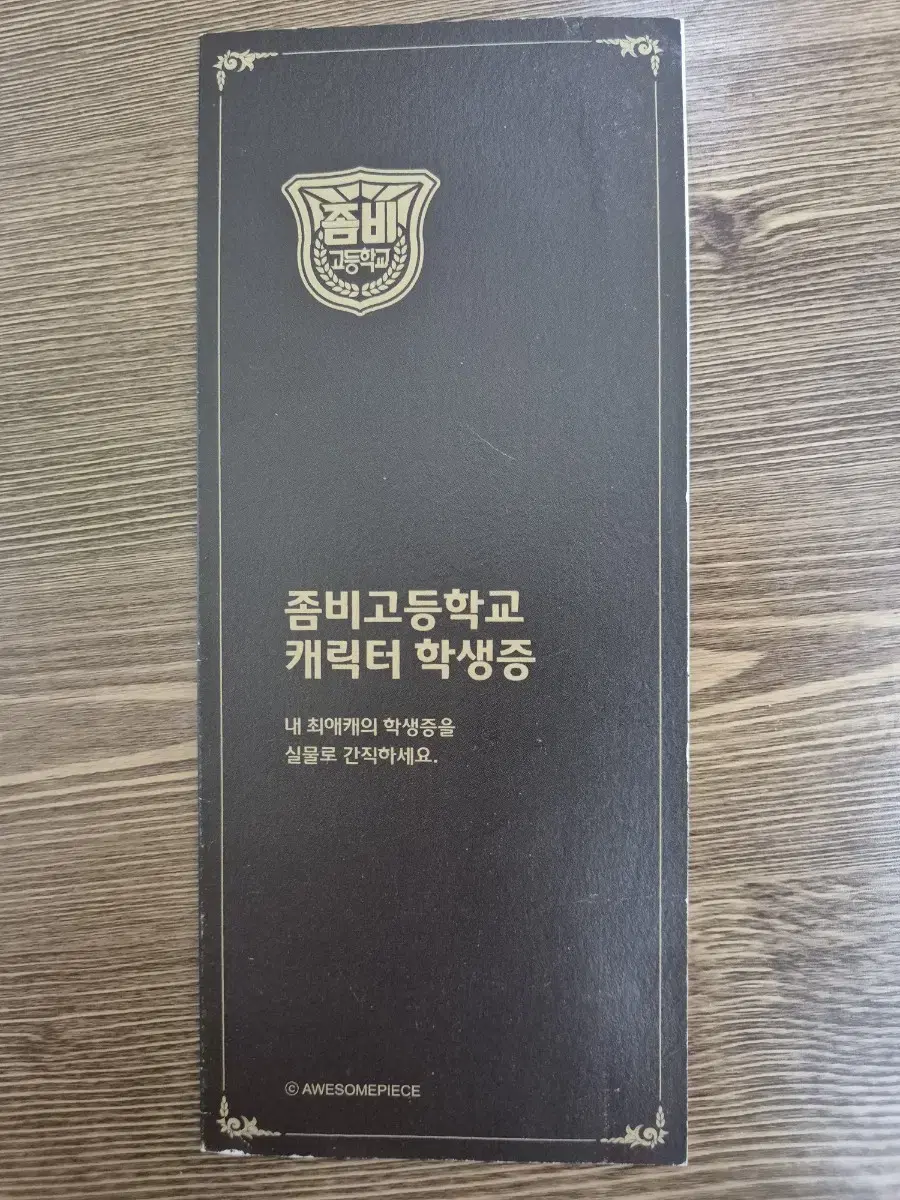 좀비
고등학교
좀비고등학교
캐릭터 학생증
내 최애캐의 학생증을
실물로 간직하세요.
© AWESOMEPIECE